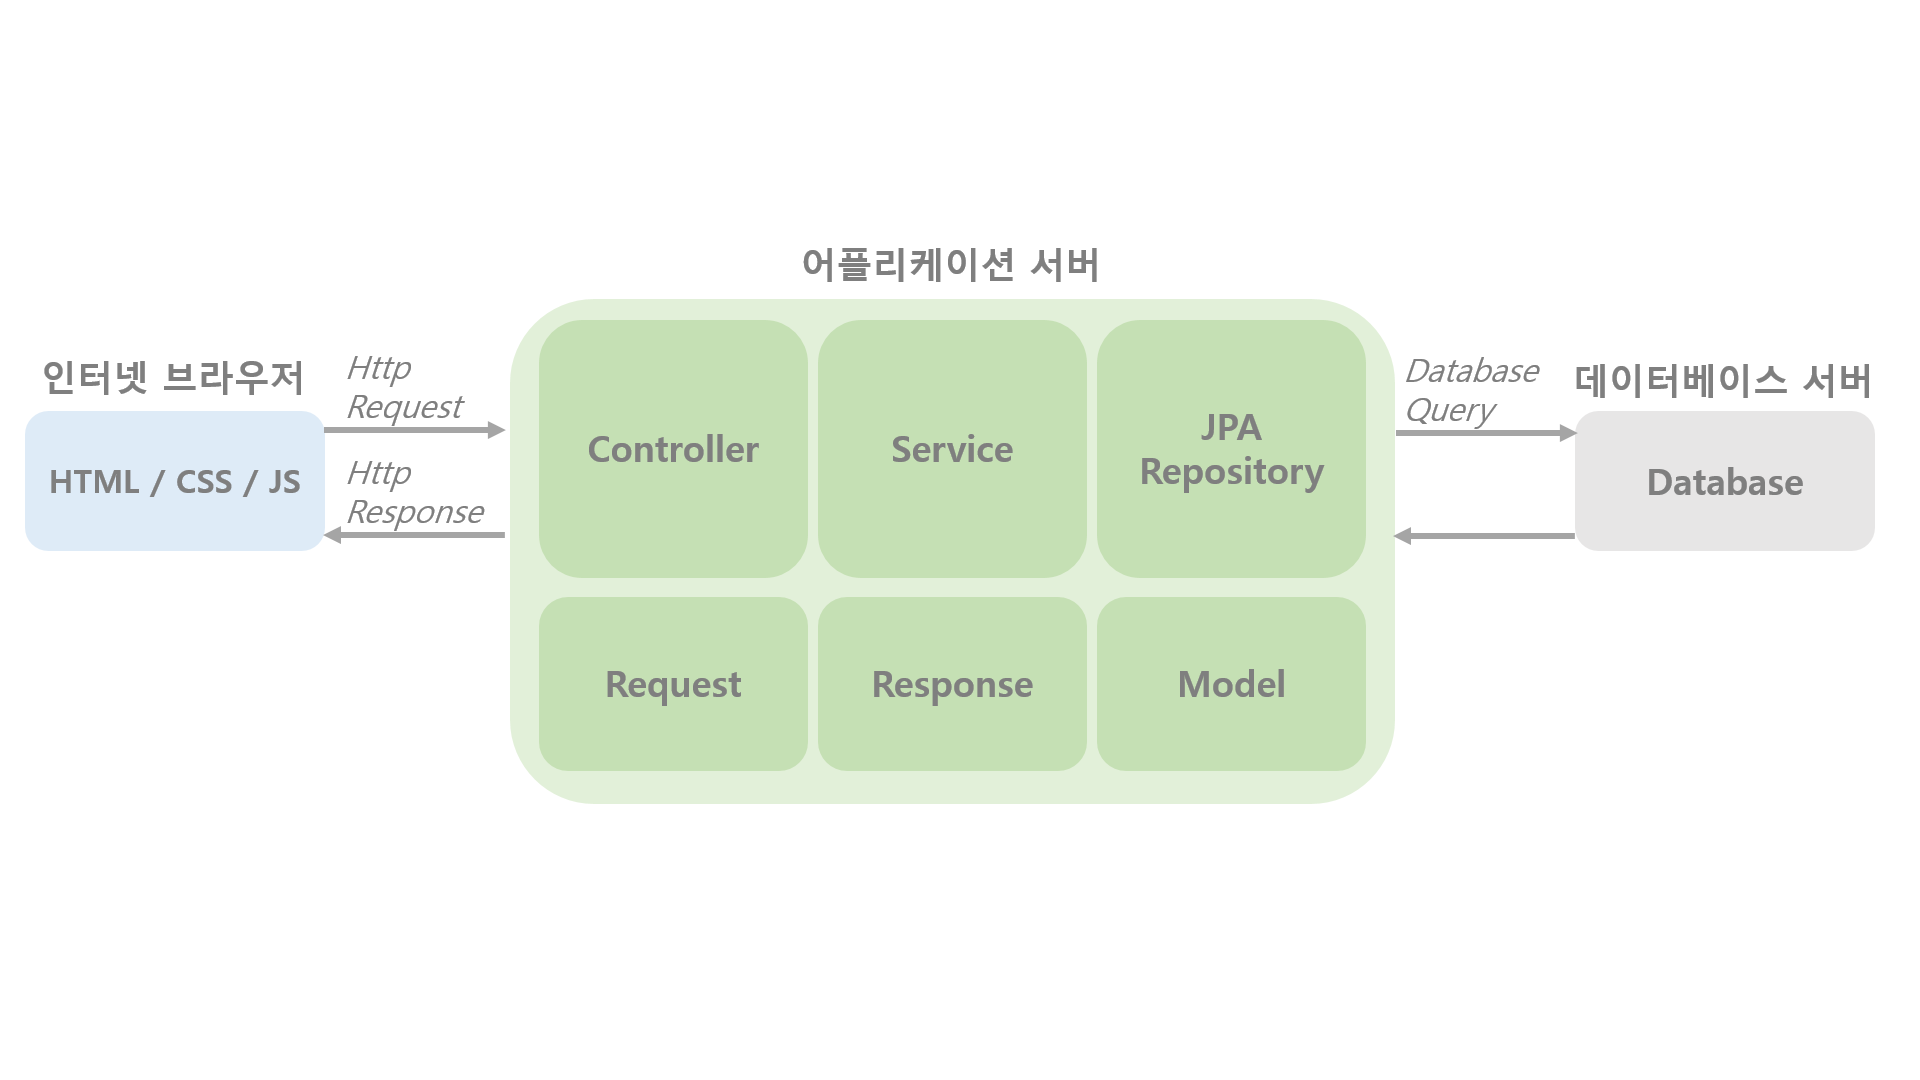 어플리케이션 서버
인터넷 브라우저
HTML / CSS / JS
Http
Request
Http
Response
Controller
Service
JPA
Repository
Request
Response
Model
Database
Query
데이터베이스 서버
Database